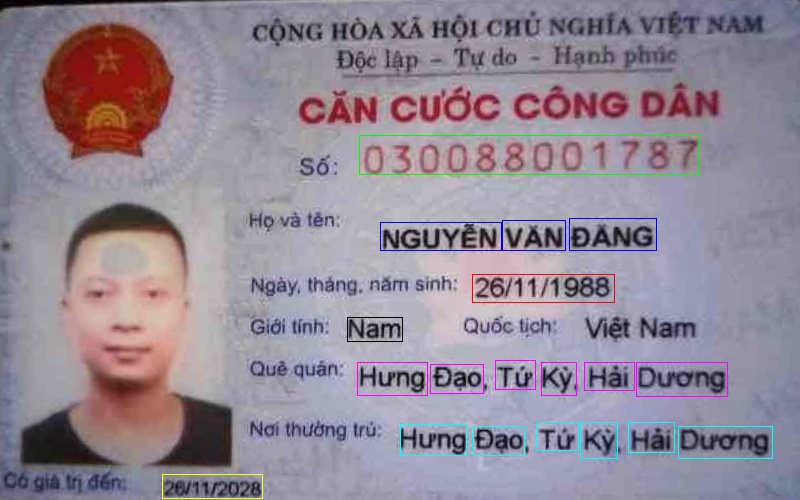 CỘNG HÒA XÃ HỘI CHỦ NGHĨA VIỆT NAM
Độc lập - Tự do - Hạnh phúc
CĂN CƯỚC CÔNG DÂN
Số: 030088001787
Họ và tên: NGUYỄN VĂN ĐĂNG
Ngày, tháng, năm sinh: 26/11/1988
Giới tính: Nam Quốc tịch: Việt Nam
Quê quán: Hưng Đạo, Tứ Kỳ, Hải Dương
Nơi thường trú: Hưng Đạo, Tứ Kỳ, Hải Dương
Có giá trị đến: 26/11/2028